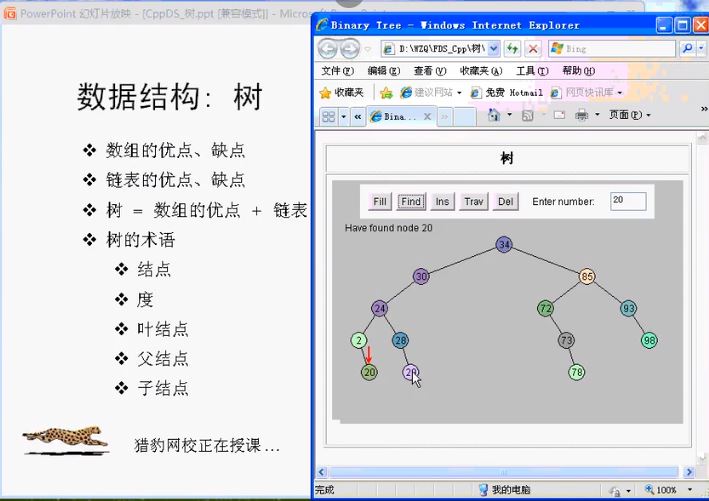 PowerPoint 幻灯片放映 - [CppDS_树.ppt [兼容模式]] - Microsoft
数据结构: 树
❖ 数组的优点、缺点
❖ 链表的优点、缺点
❖ 树 = 数组的优点 + 链表
❖ 树的术语
❖ 结点
❖ 度
❖ 叶结点
❖ 父结点
❖ 子结点
猎豹网校正在授课...
Binary Tree - Windows Internet Explorer
D:\WZQ\FDS_Cpp\树\
Bing
文件(F) 编辑(E) 查看(V) 收藏夹(A) 工具(T) 帮助(H)
收藏夹 建议网站 免费 Hotmail 网页快讯库
Bina... 页面(P)
树
Fill Find Ins Trav Del Enter number: 20
Have found node 20
34
30 85
24 72 93
2 28 73 98
20 78
完成 我的电脑 100%